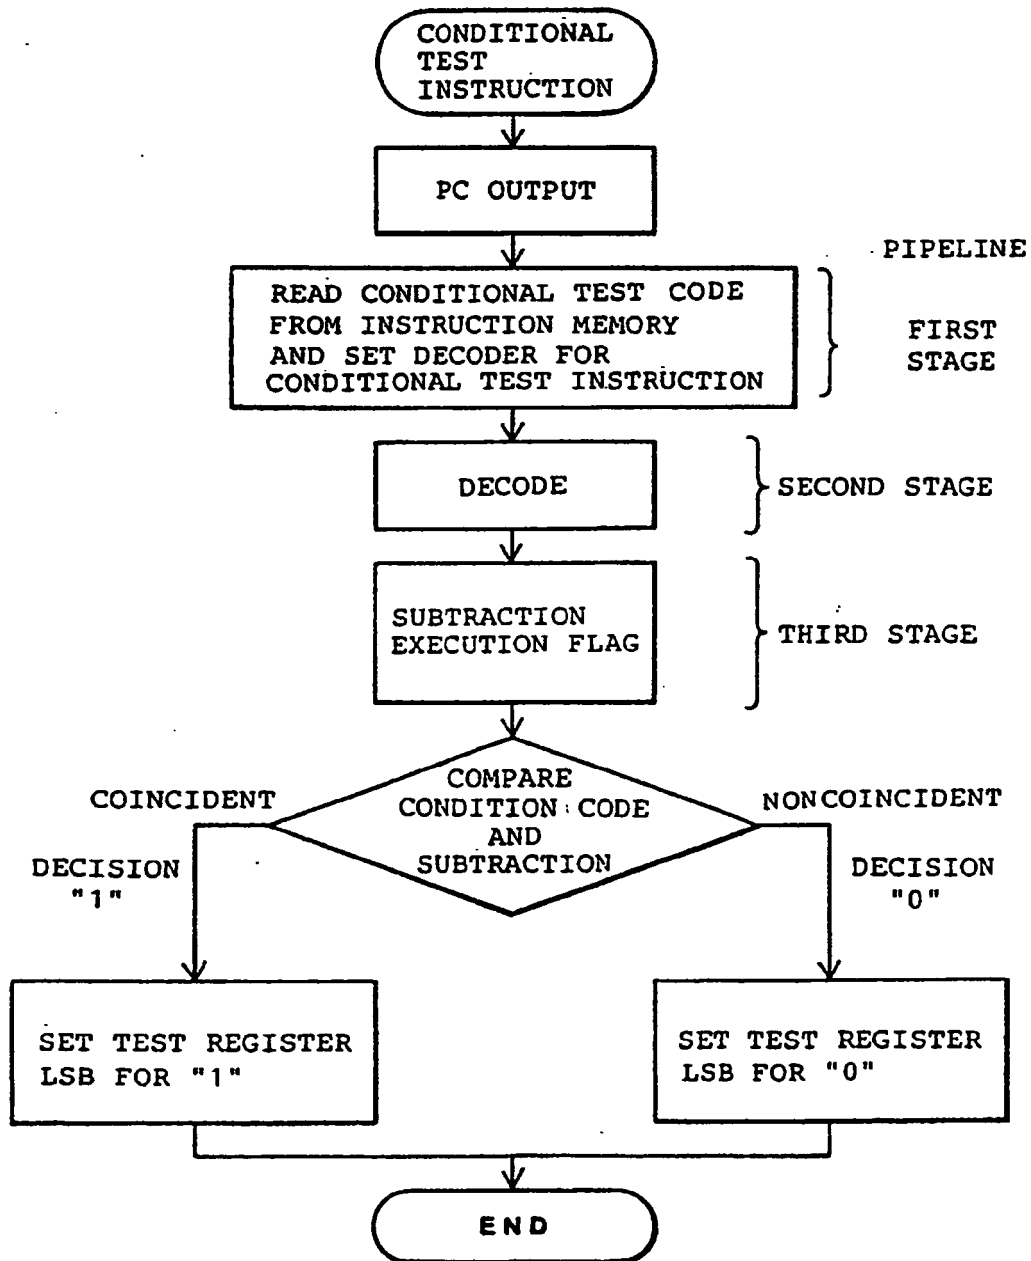 CONDITIONAL
TEST
INSTRUCTION
PC OUTPUT
PIPELINE
READ CONDITIONAL TEST CODE
FROM INSTRUCTION MEMORY
AND SET DECODER FOR
CONDITIONAL TEST INSTRUCTION
FIRST
STAGE
DECODE
SECOND STAGE
SUBTRACTION
EXECUTION FLAG
THIRD STAGE
COMPARE
CONDITION CODE
AND
SUBTRACTION
COINCIDENT
DECISION
"1"
NONCOINCIDENT
DECISION
"0"
SET TEST REGISTER
LSB FOR "1"
SET TEST REGISTER
LSB FOR "0"
END